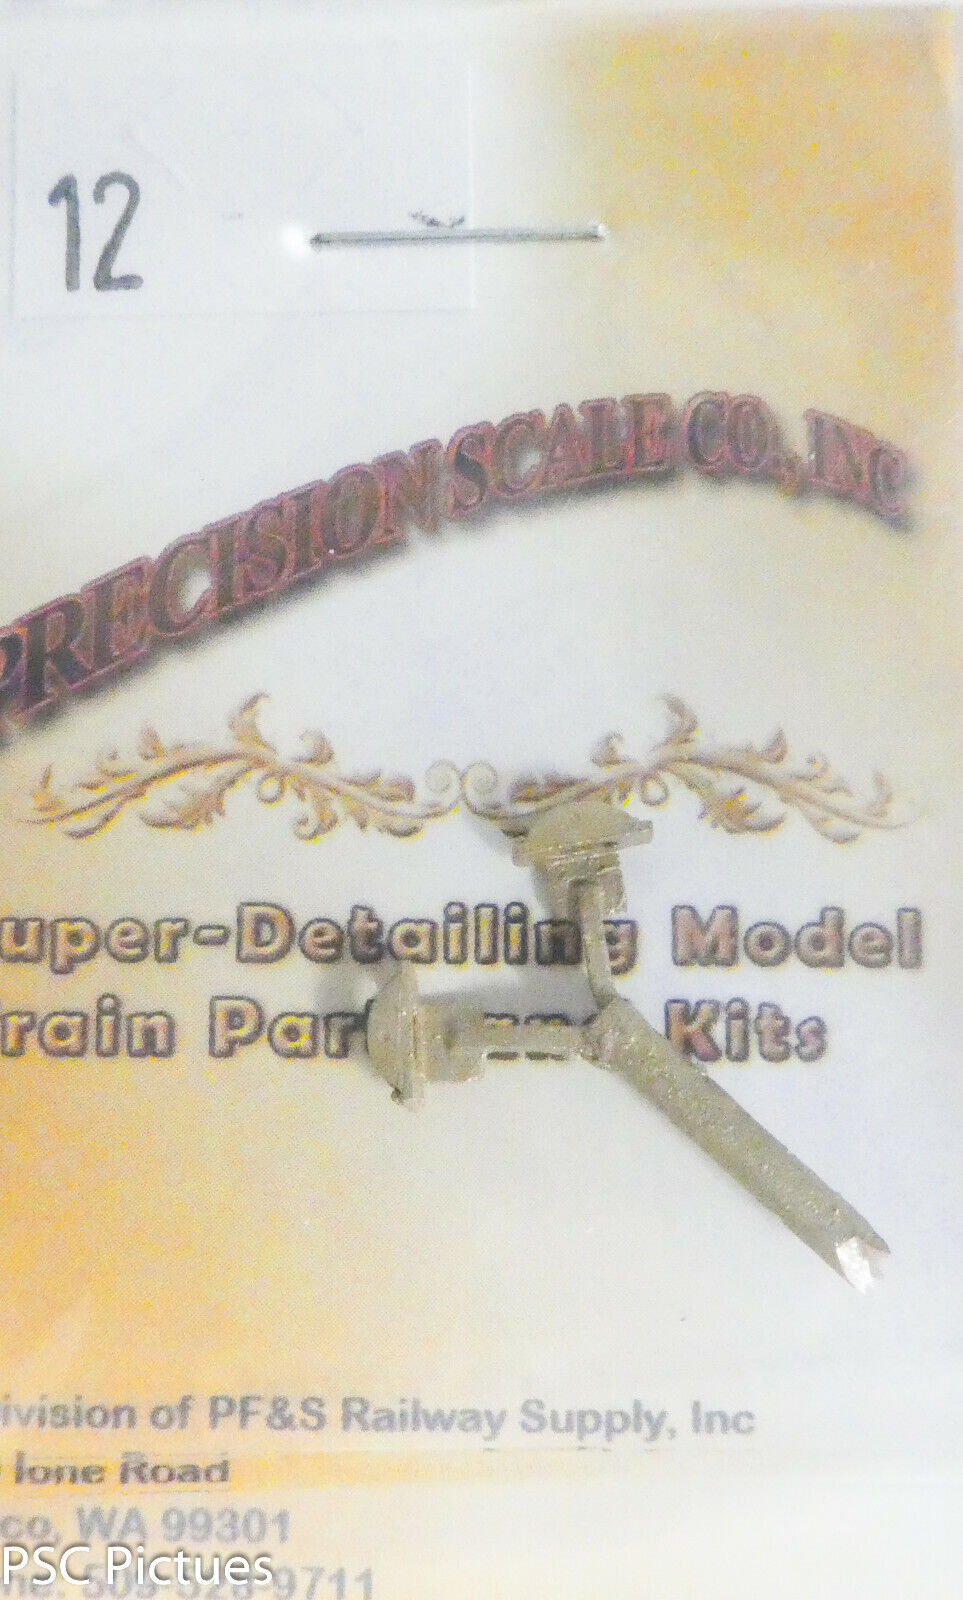 12
PRECISION SCALE CO., INC
uper-Detailing Model
rain Par Kits
ivision of PF&S Railway Supply, Inc
Ione Road
co, WA 99301
PSC Pictues
9711